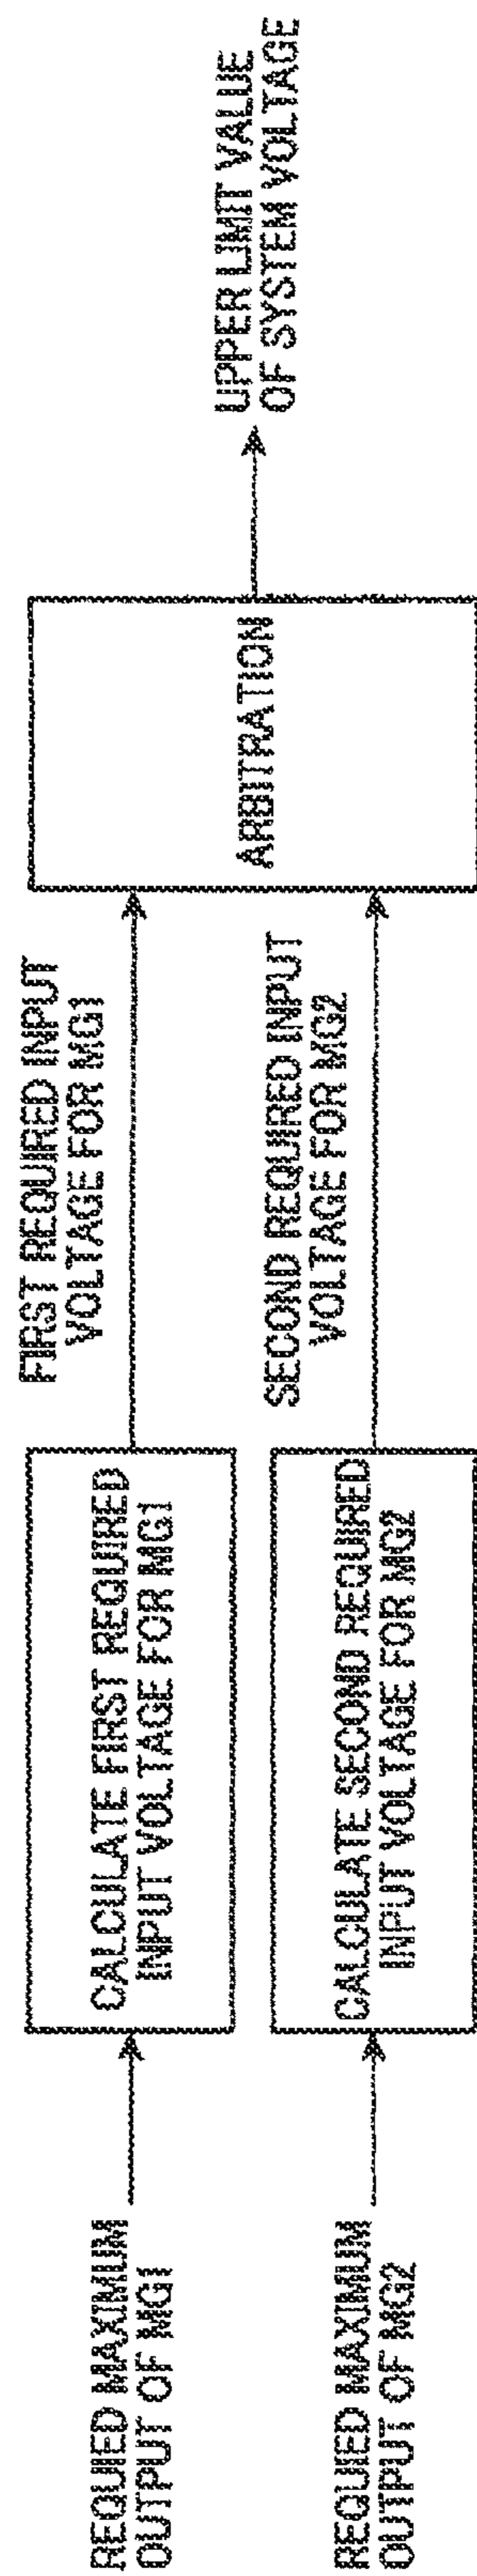 REQUIED MAXIMUM
OUTPUT OF MG1
CALCULATE FIRST REQUIRED
INPUT VOLTAGE FOR MG1
FIRST REQUIRED INPUT
VOLTAGE FOR MG1
REQUIED MAXIMUM
OUTPUT OF MG2
CALCULATE SECOND REQUIRED
INPUT VOLTAGE FOR MG2
SECOND REQUIRED INPUT
VOLTAGE FOR MG2
ARBITRATION
UPPER LIMIT VALUE
OF SYSTEM VOLTAGE